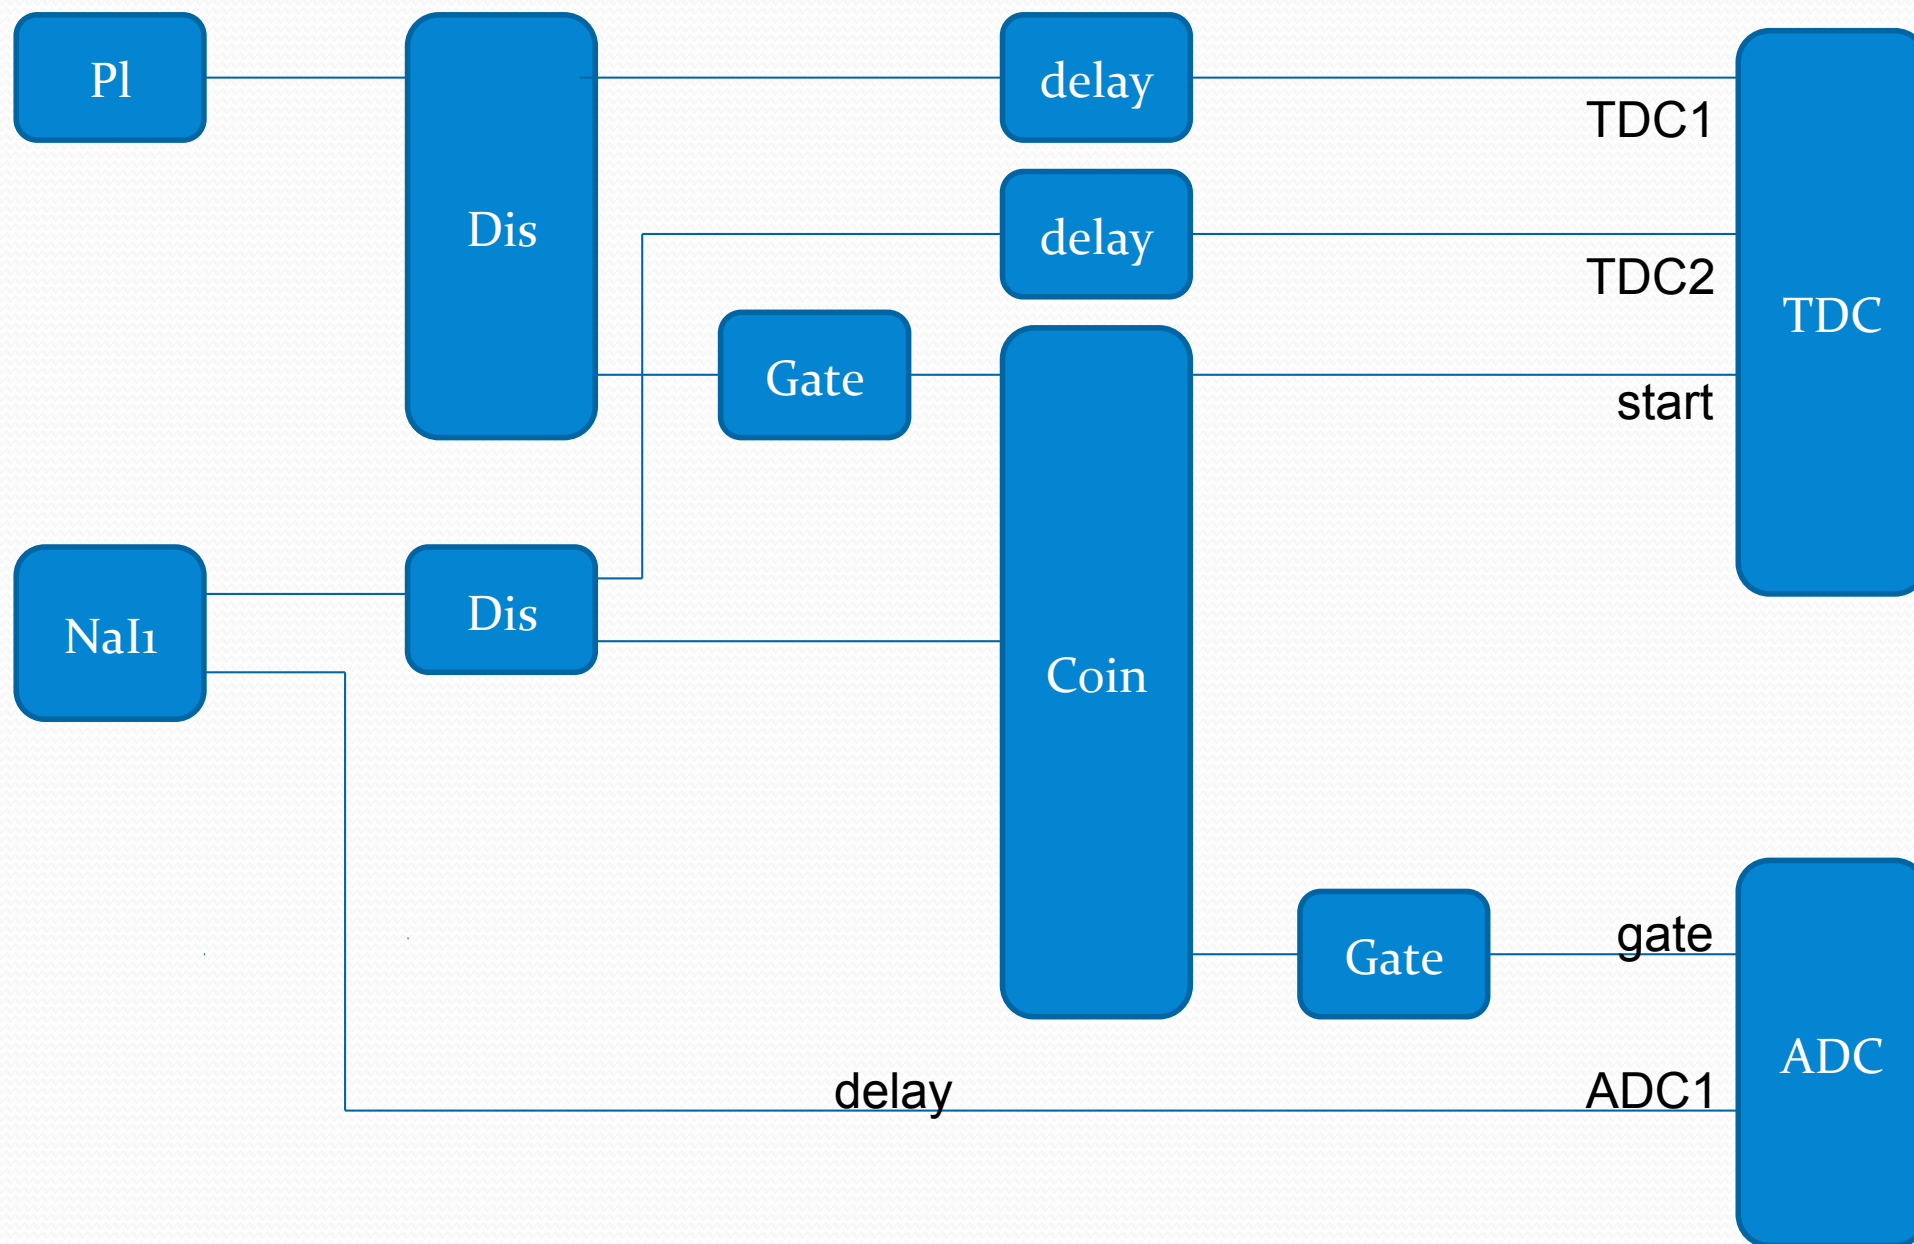 Pl
Dis
delay
TDC1
delay
TDC2
TDC
Gate
start
NaI1
Dis
Coin
Gate
gate
ADC
delay
ADC1